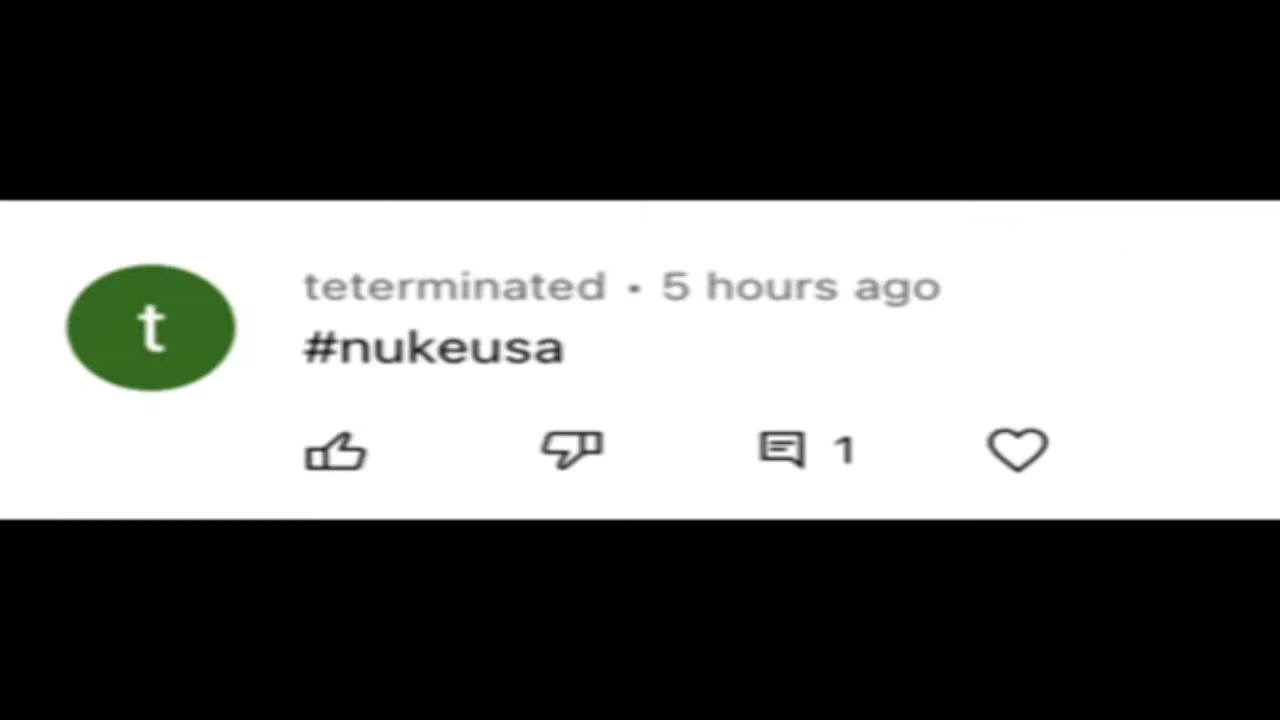 t
teterminated • 5 hours ago
#nukeusa
1